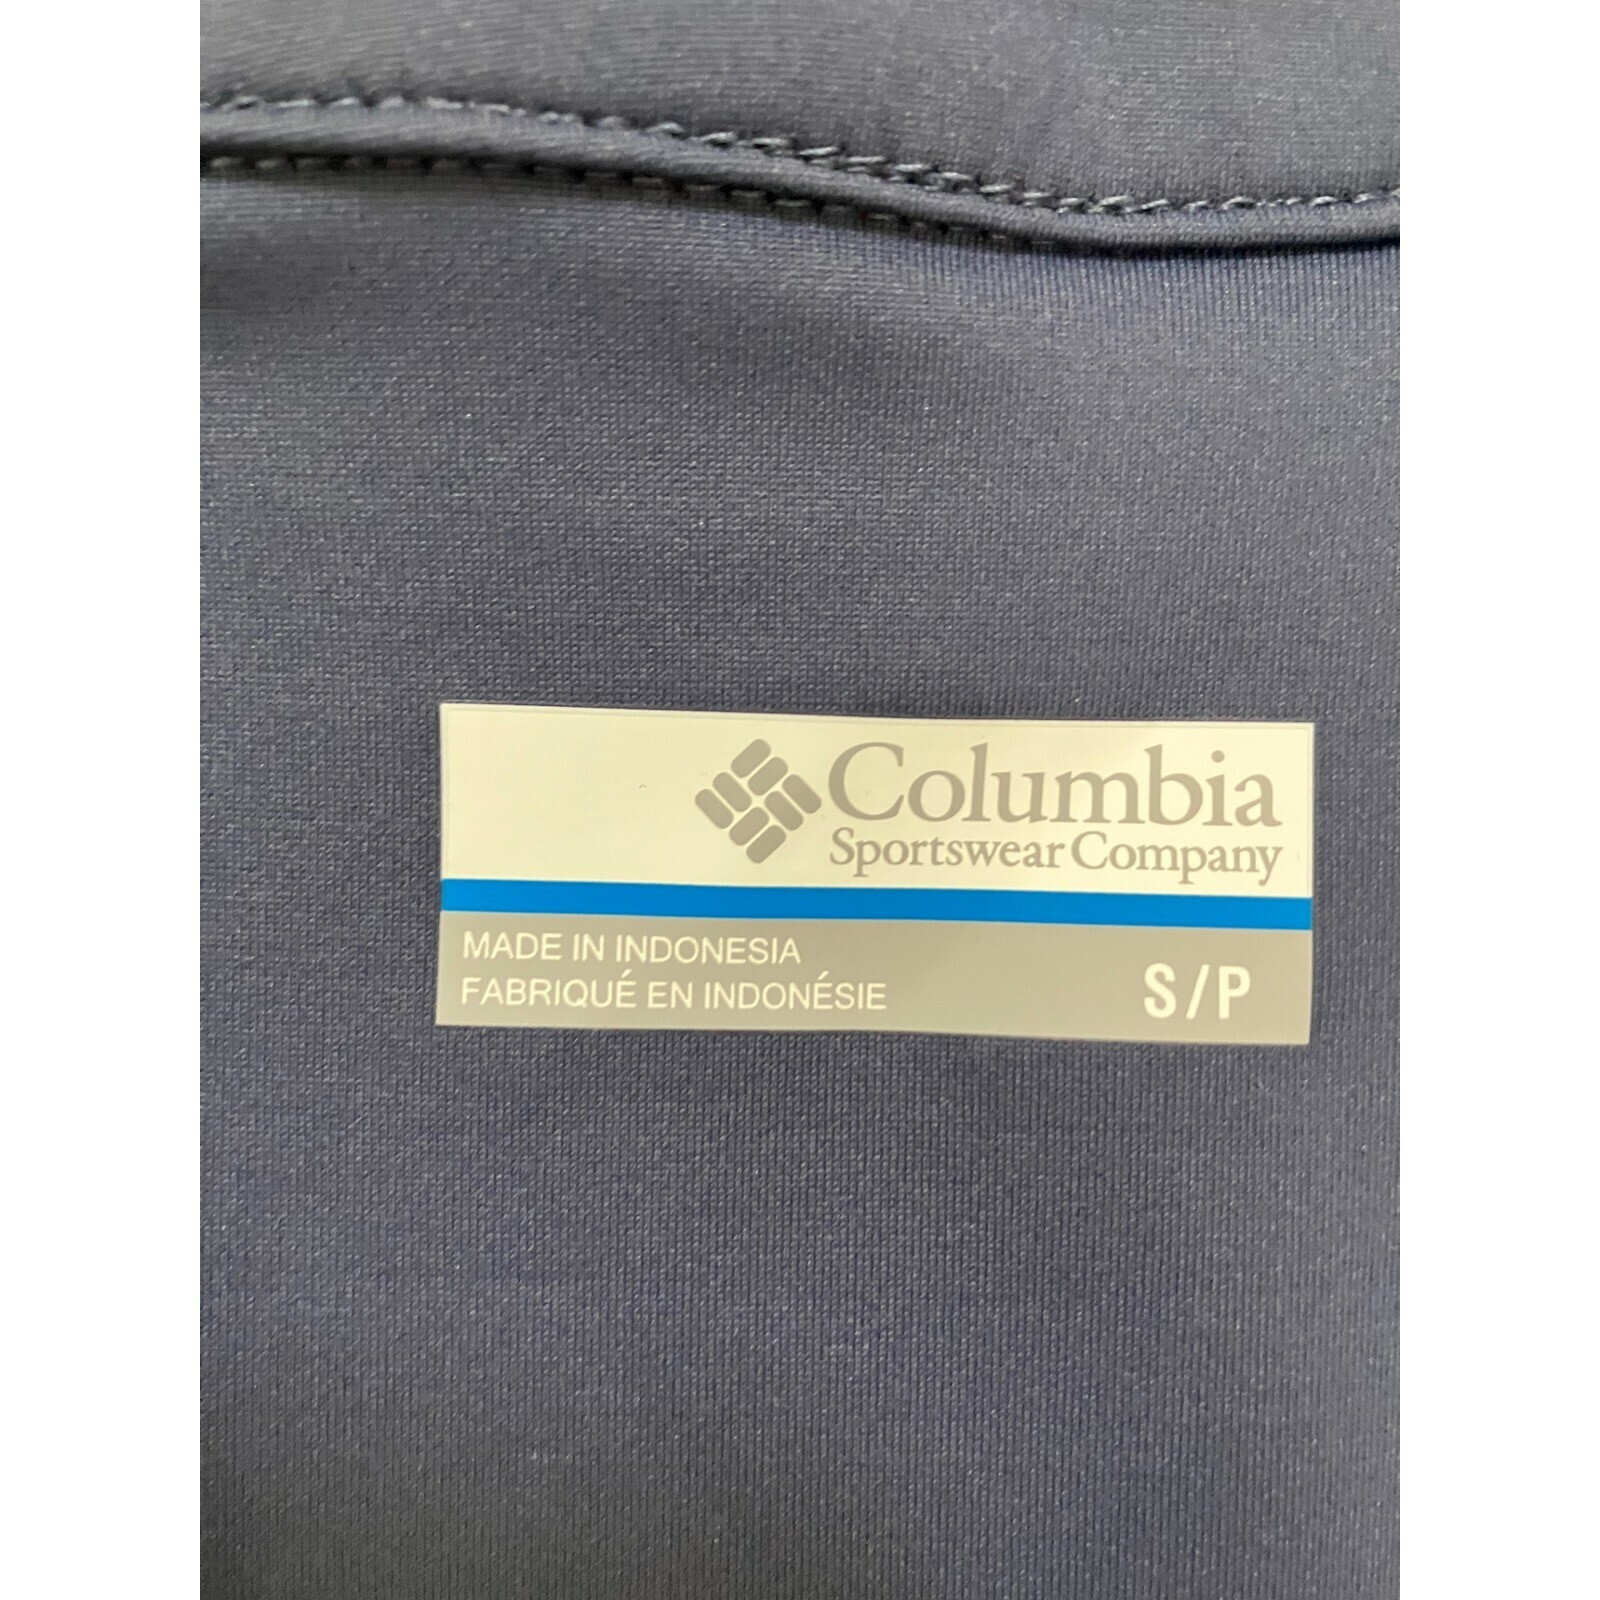 Columbia
Sportswear Company
MADE IN INDONESIA
FABRIQUÉ EN INDONÉSIE
S/P